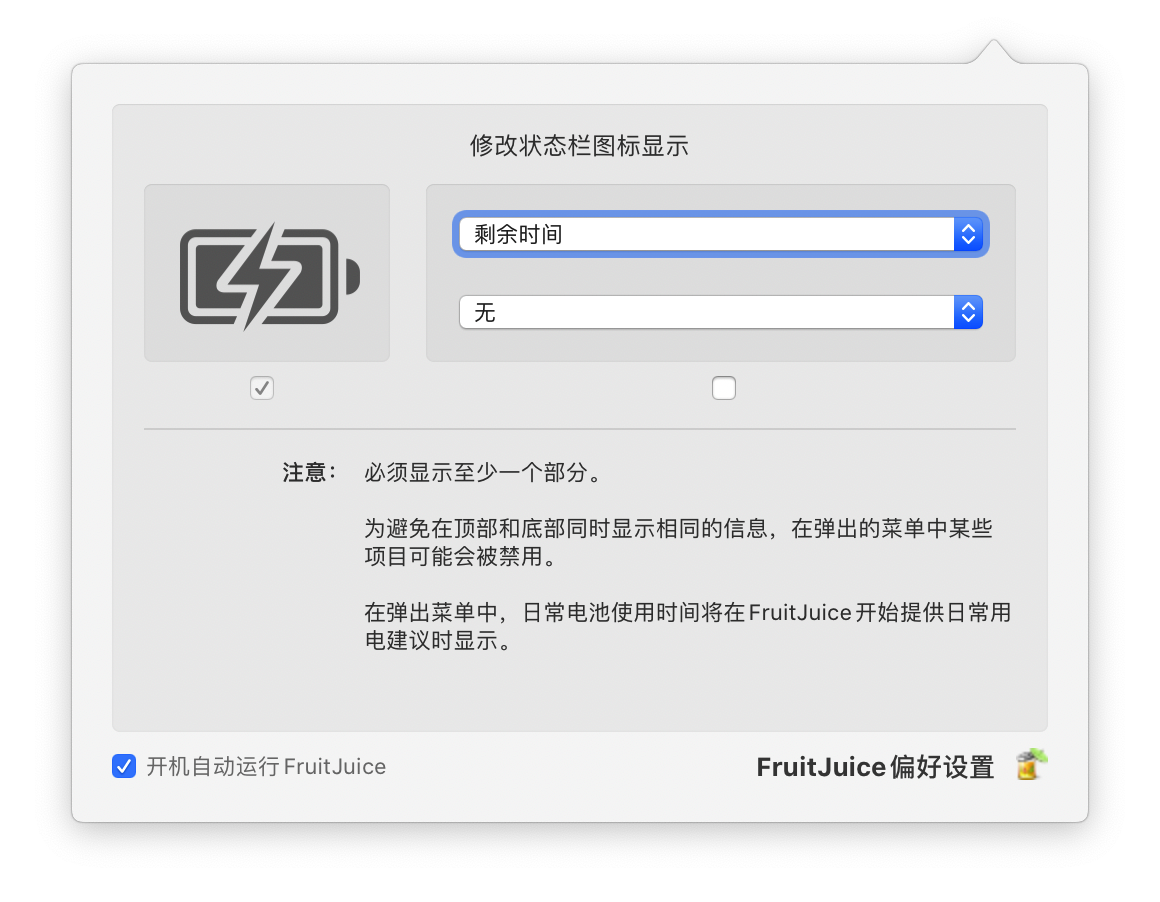 修改状态栏图标显示
剩余时间
无
注意： 必须显示至少一个部分。
为避免在顶部和底部同时显示相同的信息，在弹出的菜单中某些
项目可能会被禁用。
在弹出菜单中，日常电池使用时间将在FruitJuice开始提供日常用
电建议时显示。
开机自动运行FruitJuice
FruitJuice偏好设置